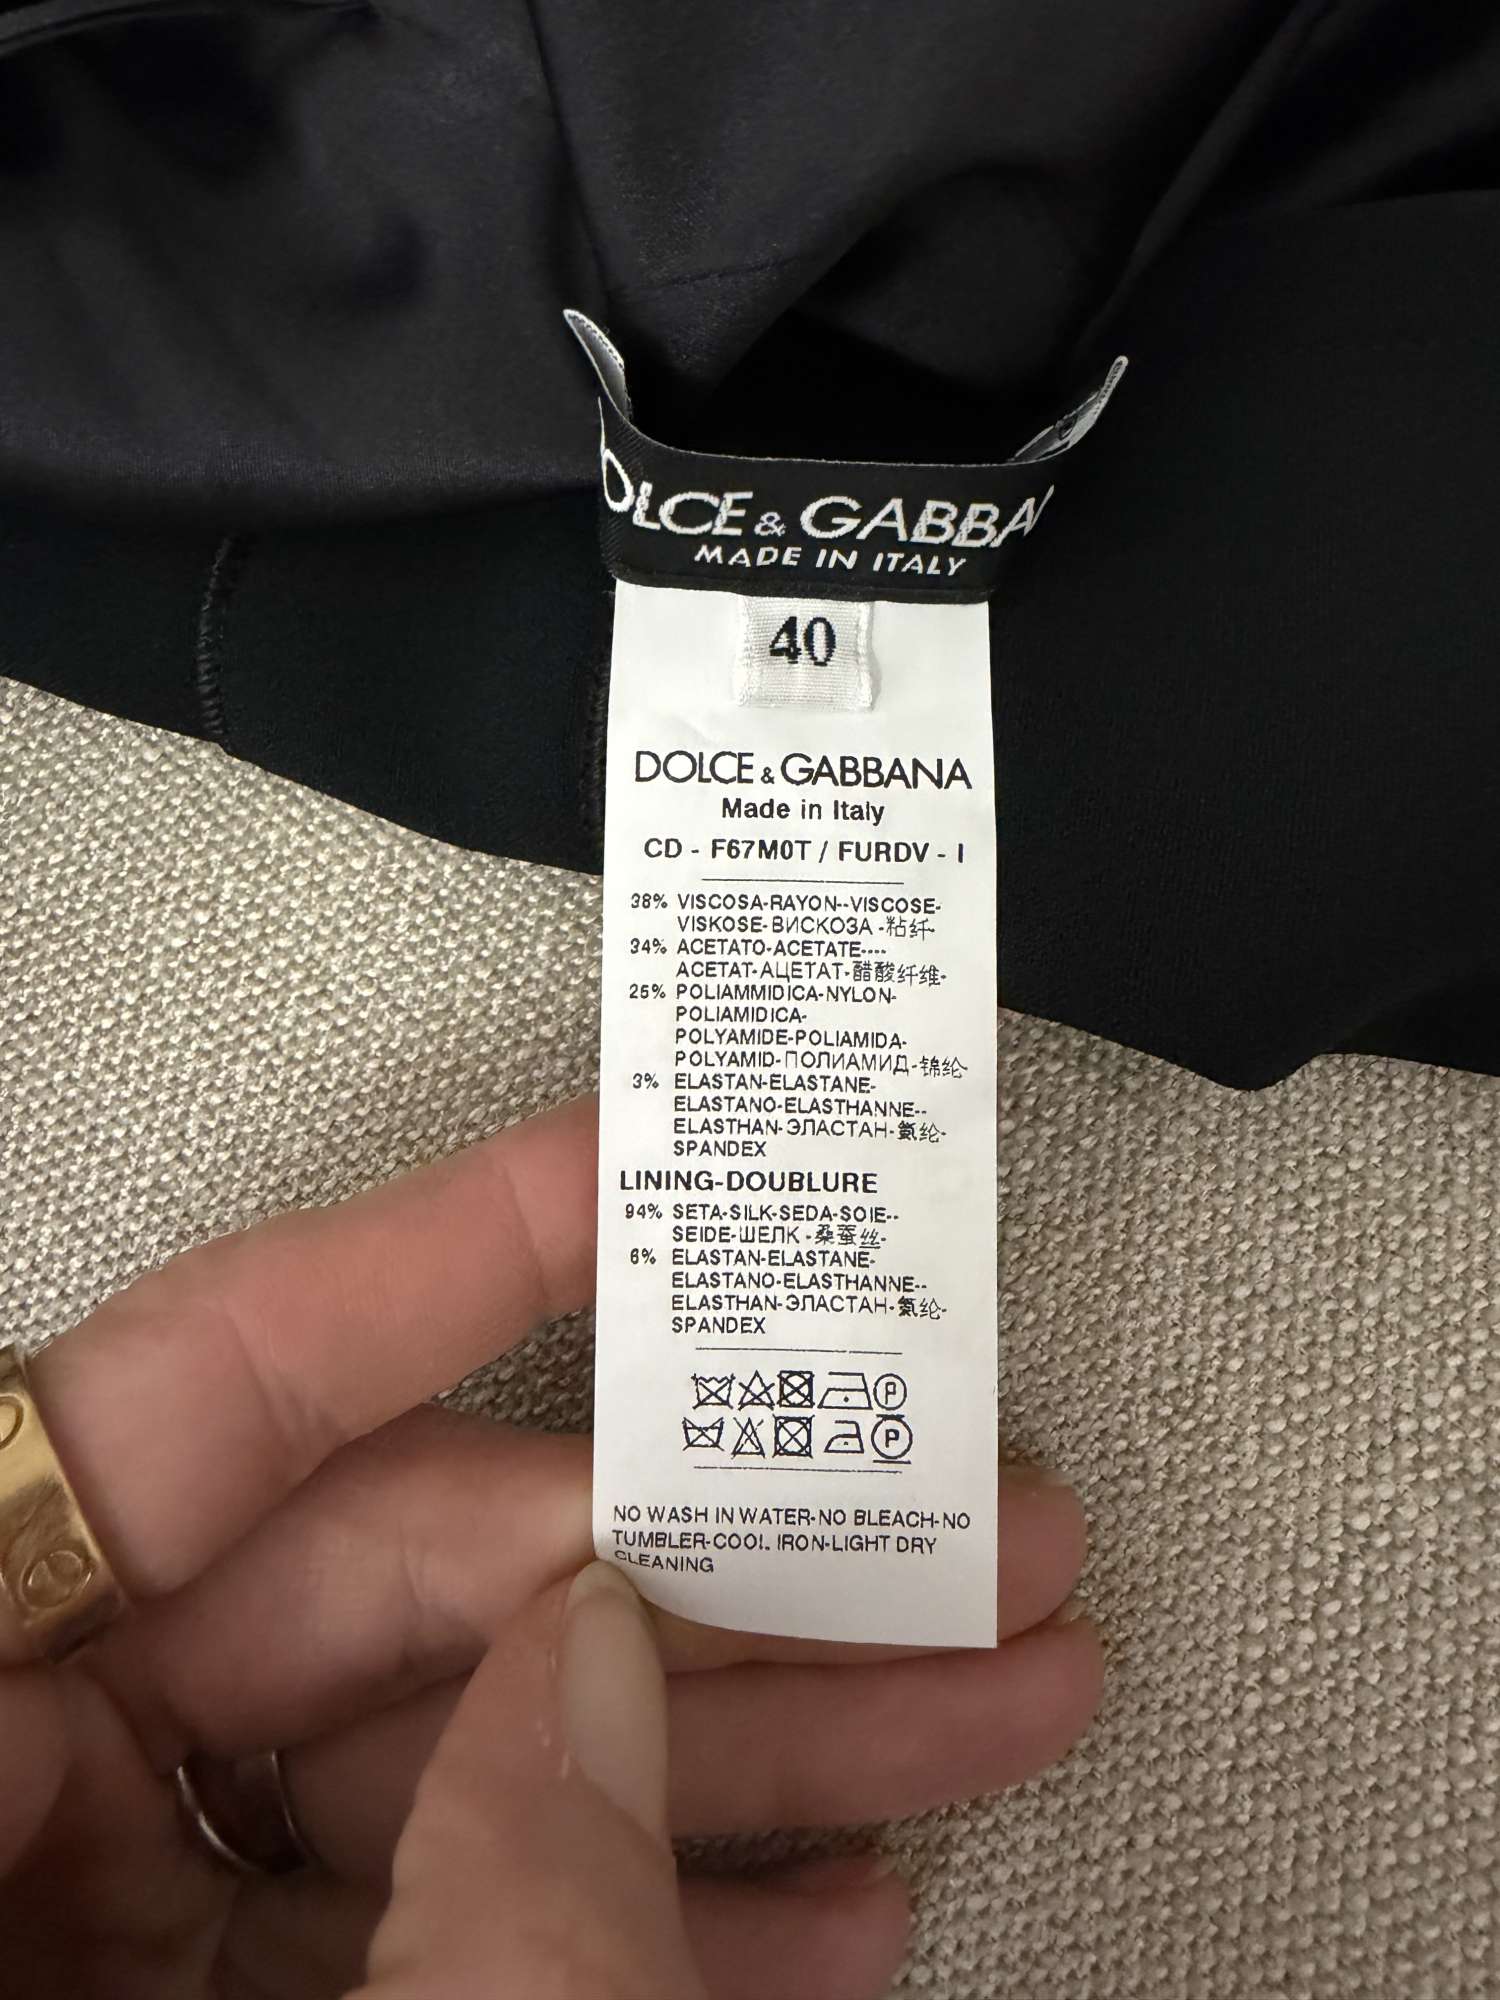 DOLCE & GABBA
MADE IN ITALY
40
DOLCE & GABBANA
Made in Italy
CD - F67M0T / FURDV - I
38% VISCOSA-RAYON--VISCOSE-
VISKOSE-ВИСКОЗА-粘纤-
34% ACETATO-ACETATE----
ACETAT-АЦЕТАТ-醋酸纤维-
25% POLIAMMIDICA-NYLON-
POLIAMIDICA-
POLYAMIDE-POLIAMIDA-
POLYAMID-ПОЛИАМИД-锦纶-
3% ELASTAN-ELASTANE-
ELASTANO-ELASTHANNE--
ELASTHAN-ЭЛАСТАН-氨纶-
SPANDEX
LINING-DOUBLURE
94% SETA-SILK-SEDA-SOIE--
SEIDE-ШЕЛК-桑蚕丝-
6% ELASTAN-ELASTANE-
ELASTANO-ELASTHANNE--
ELASTHAN-ЭЛАСТАН-氨纶-
SPANDEX
P
P
NO WASH IN WATER-NO BLEACH-NO
TUMBLER-COOL IRON-LIGHT DRY
CLEANING